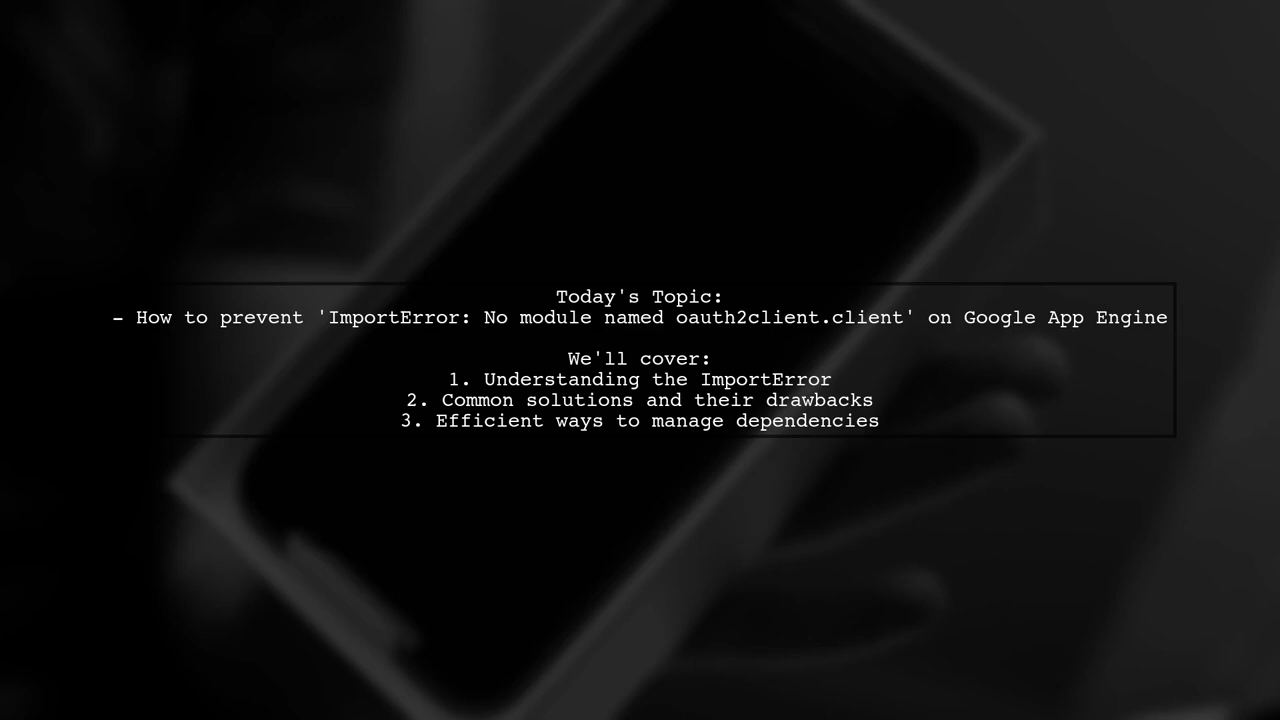 Today's Topic:
- How to prevent 'ImportError: No module named oauth2client.client' on Google App Engine
We'll cover:
1. Understanding the ImportError
2. Common solutions and their drawbacks
3. Efficient ways to manage dependencies